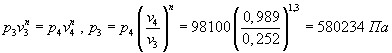 p₃v₃ⁿ = p₄v₄ⁿ , p₃ = p₄(v₄/v₃)ⁿ = 98100(0,989/0,252)^1,3 = 580234 Па